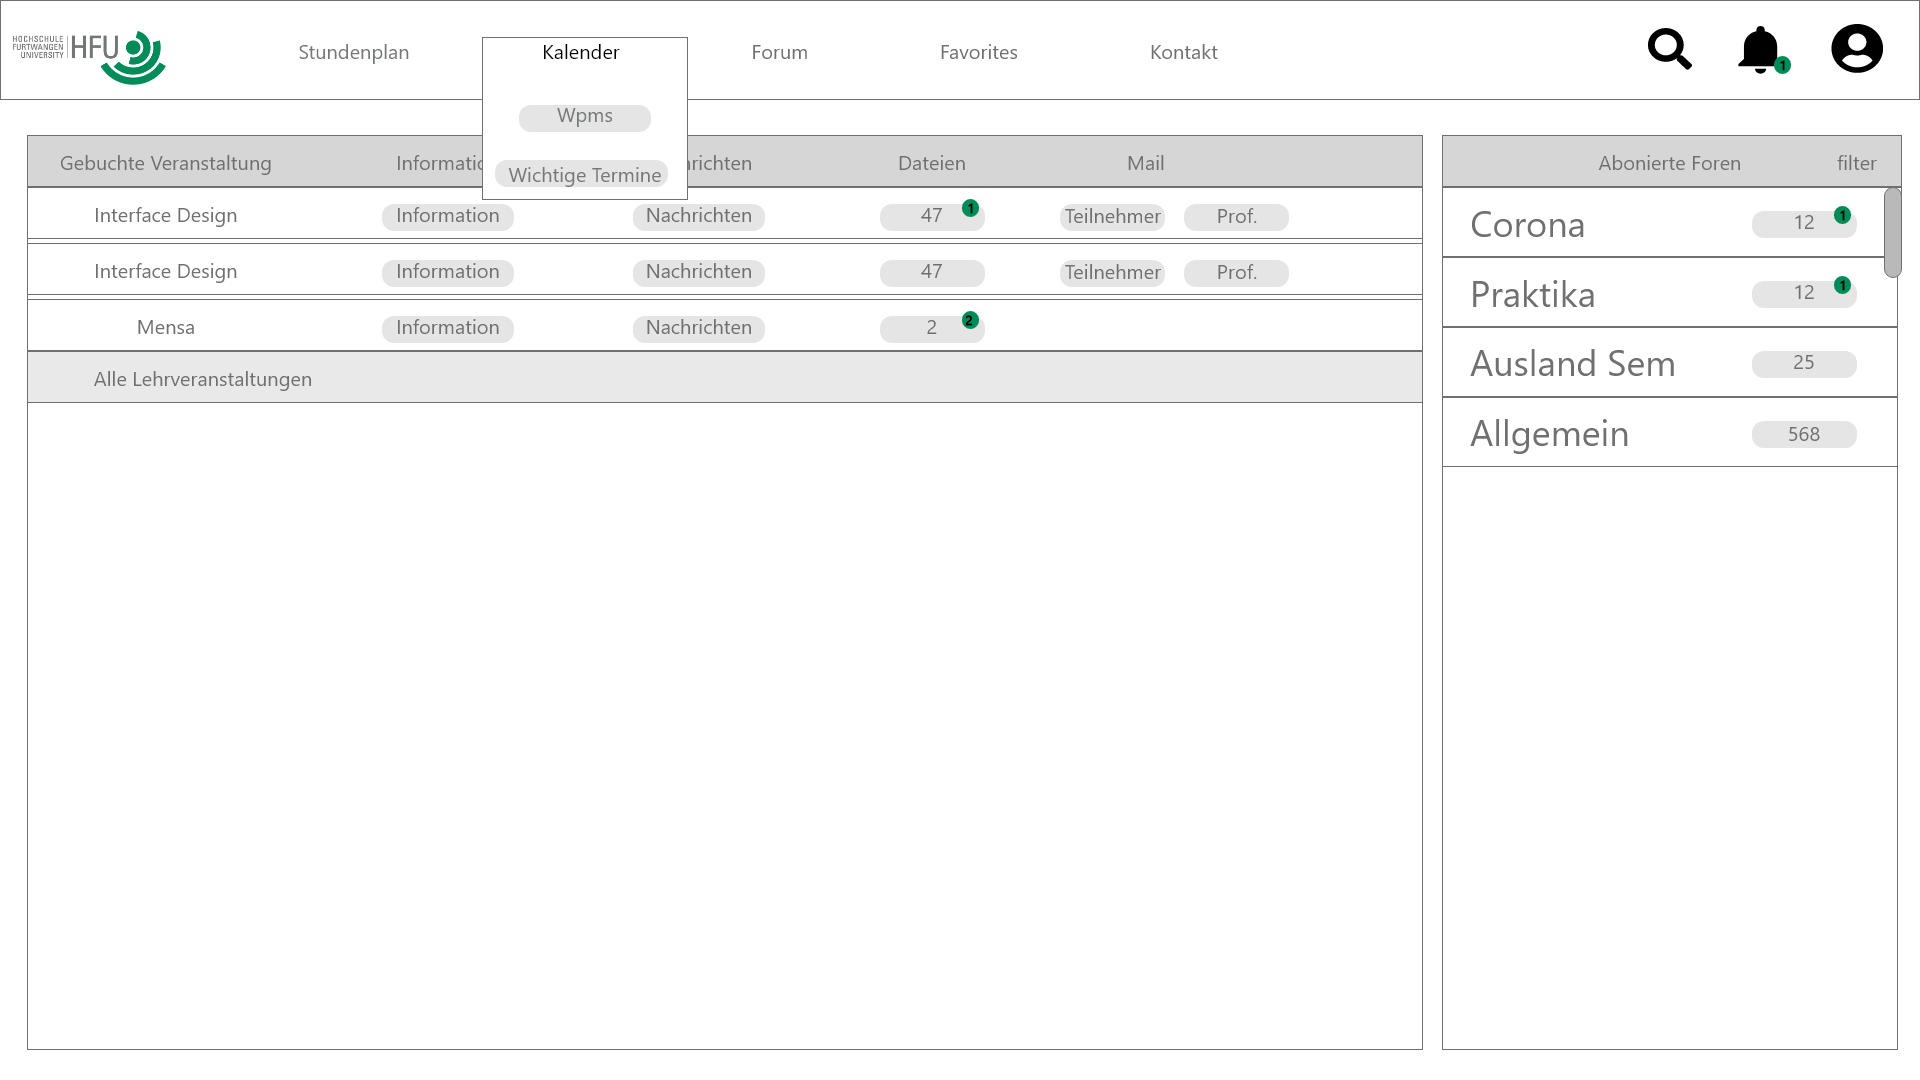 HOCHSCHULE
FURTWANGEN
UNIVERSITY
HFU
Stundenplan
Kalender
Forum
Favorites
Kontakt
1
Wpms
Wichtige Termine
Gebuchte Veranstaltung
Informatio
richten
Dateien
Mail
Interface Design
Information
Nachrichten
47
1
Teilnehmer
Prof.
Interface Design
Information
Nachrichten
47
Teilnehmer
Prof.
Mensa
Information
Nachrichten
2
2
Alle Lehrveranstaltungen
Abonierte Foren
filter
Corona
12
1
Praktika
12
1
Ausland Sem
25
Allgemein
568